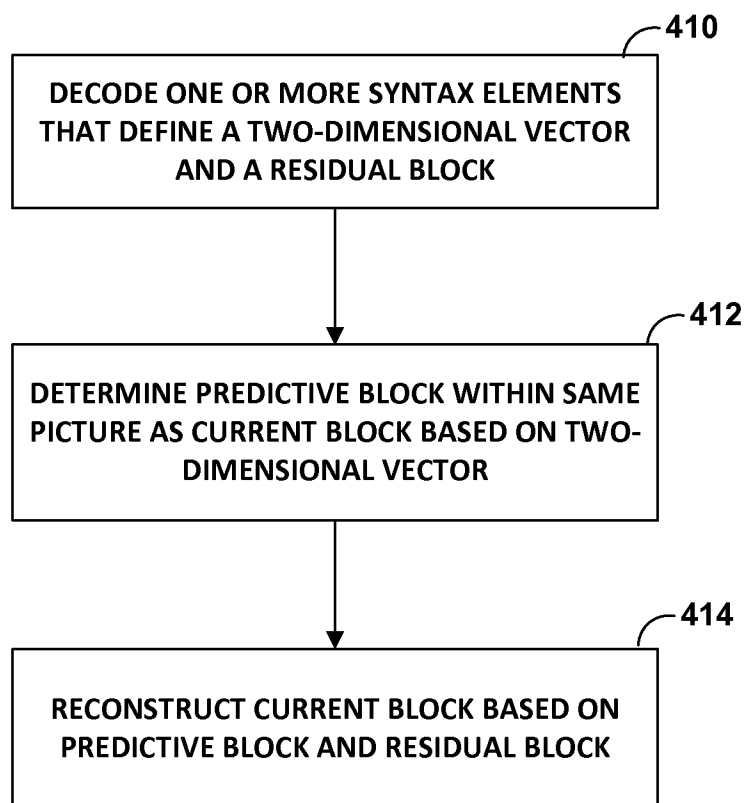 410
DECODE ONE OR MORE SYNTAX ELEMENTS
THAT DEFINE A TWO-DIMENSIONAL VECTOR
AND A RESIDUAL BLOCK
412
DETERMINE PREDICTIVE BLOCK WITHIN SAME
PICTURE AS CURRENT BLOCK BASED ON TWO-
DIMENSIONAL VECTOR
414
RECONSTRUCT CURRENT BLOCK BASED ON
PREDICTIVE BLOCK AND RESIDUAL BLOCK